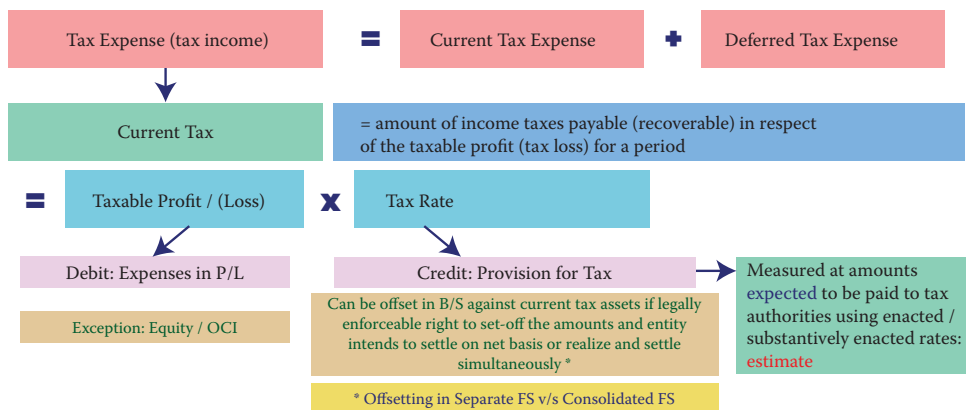 Tax Expense (tax income) = Current Tax Expense + Deferred Tax Expense
Current Tax
= amount of income taxes payable (recoverable) in respect
of the taxable profit (tax loss) for a period
= Taxable Profit / (Loss) x Tax Rate
Debit: Expenses in P/L
Exception: Equity / OCI
Credit: Provision for Tax
Can be offset in B/S against current tax assets if legally
enforceable right to set-off the amounts and entity
intends to settle on net basis or realize and settle
simultaneously *
* Offsetting in Separate FS v/s Consolidated FS
Measured at amounts
expected to be paid to tax
authorities using enacted /
substantively enacted rates:
estimate